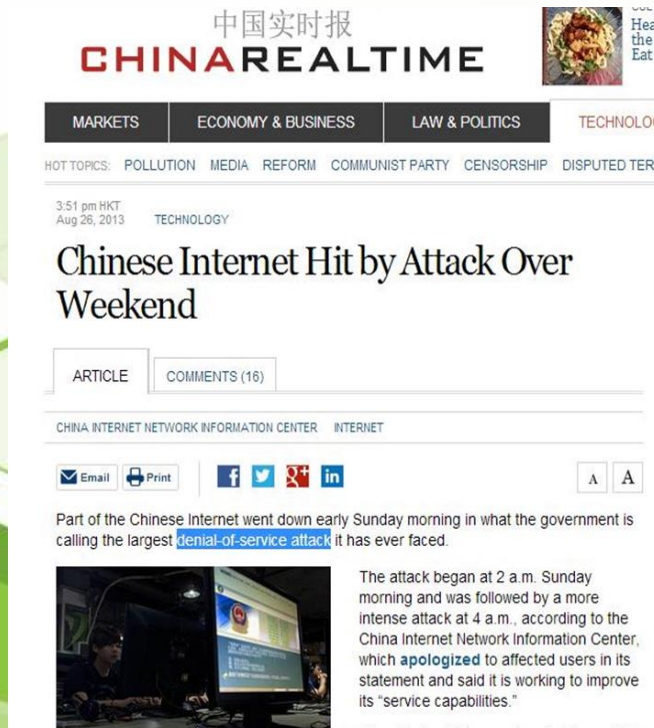 中国实时报
CHINAREALTIME
the
Eat
MARKETS ECONOMY & BUSINESS LAW & POLITICS
HOT TOPICS: POLLUTION MEDIA REFORM COMMUNIST PARTY CENSORSHIP DISPUTED
3:51 pm HKT
Aug 26, 2013 TECHNOLOGY
Chinese Internet Hit by Attack Over
Weekend
ARTICLE COMMENTS (16)
CHINA INTERNET NETWORK INFORMATION CENTER INTERNET
Email Print f g+ in A A
Part of the Chinese Internet went down early Sunday morning in what the government is
calling the largest denial-of-service attack it has ever faced.
The attack began at 2 a.m. Sunday
morning and was followed by a more
intense attack at 4 a.m., according to the
China Internet Network Information Center,
which apologized to affected users in its
statement and said it is working to improve
its “service capabilities.”